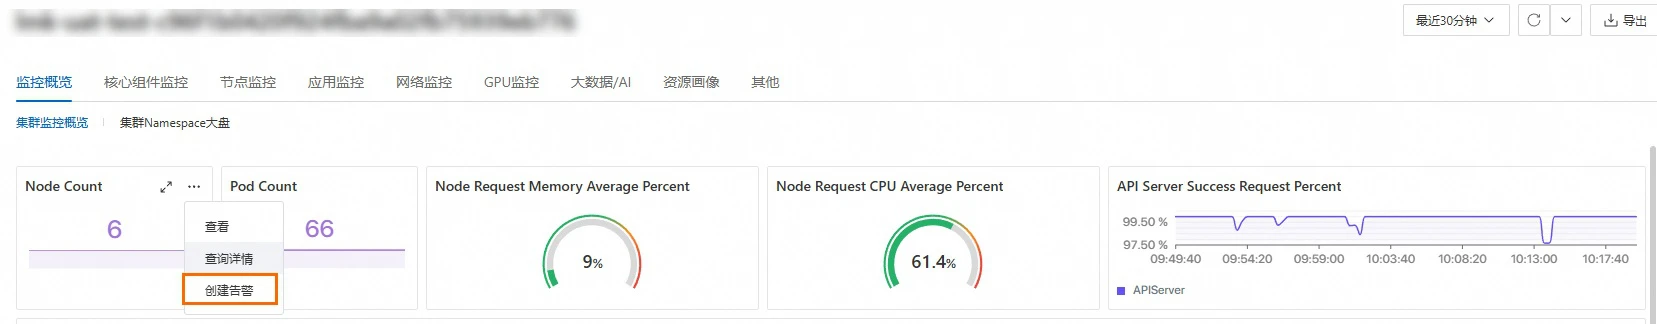 最近30分钟
导出
监控概览 核心组件监控 节点监控 应用监控 网络监控 GPU监控 大数据/AI 资源画像 其他
集群监控概览 集群Namespace大盘
Node Count
6
查看
查询详情
创建告警
Pod Count
66
Node Request Memory Average Percent
9%
Node Request CPU Average Percent
61.4%
API Server Success Request Percent
99.50 %
97.50 %
09:49:40 09:54:20 09:59:00 10:03:40 10:08:20 10:13:00 10:17:40
APIServer